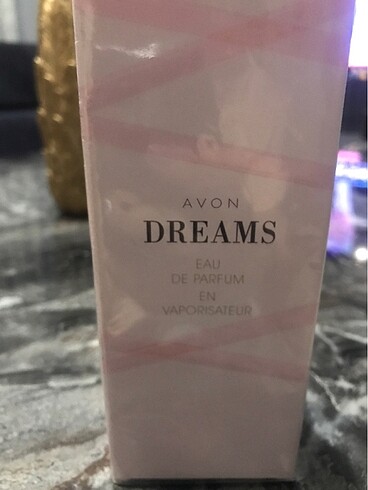 AVON
DREAMS
EAU
DE PARFUM
EN
VAPORISATEUR